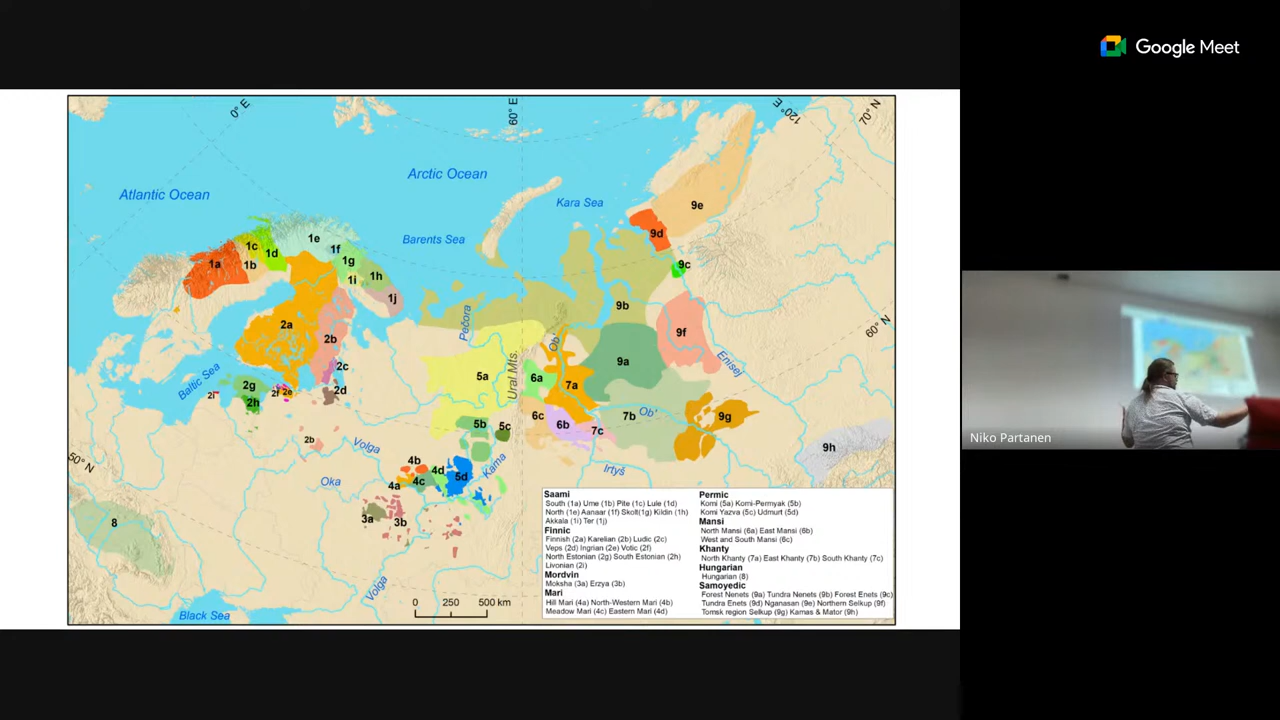 Google Meet
0° E
60° E
120° E
70° N
Arctic Ocean
Atlantic Ocean
Kara Sea
9e
9d
Barents Sea
1e
1c
1d
1f
1a
1b
1g
9c
1i
1h
1j
9b
Pečora
Ob'
2a
2b
9f
60° N
Enisej
9a
2c
Baltic Sea
Ural Mts.
5a
6a
7a
2g
2i
2h
2f
2e
2d
6c
6b
7c
7b
Ob'
9g
5b
5c
2b
Volga
9h
50° N
4b
4d
4a
4c
5d
Kama
Irtyš
Oka
3a
3b
8
Volga
Black Sea
0 250 500 km
Saami
South (1a) Ume (1b) Pite (1c) Lule (1d)
North (1e) Aanaar (1f) Skolt(1g) Kildin (1h)
Akkala (1i) Ter (1j)
Finnic
Finnish (2a) Karelian (2b) Ludic (2c)
Veps (2d) Ingrian (2e) Votic (2f)
North Estonian (2g) South Estonian (2h)
Livonian (2i)
Mordvin
Moksha (3a) Erzya (3b)
Mari
Hill Mari (4a) North-Western Mari (4b)
Meadow Mari (4c) Eastern Mari (4d)
Permic
Komi (5a) Komi-Permyak (5b)
Komi Yazva (5c) Udmurt (5d)
Mansi
North Mansi (6a) East Mansi (6b)
West and South Mansi (6c)
Khanty
North Khanty (7a) East Khanty (7b) South Khanty (7c)
Hungarian
Hungarian (8)
Samoyedic
Forest Nenets (9a) Tundra Nenets (9b) Forest Enets (9c)
Tundra Enets (9d) Nganasan (9e) Northern Selkup (9f)
Tomsk region Selkup (9g) Kamas & Mator (9h)
Niko Partanen